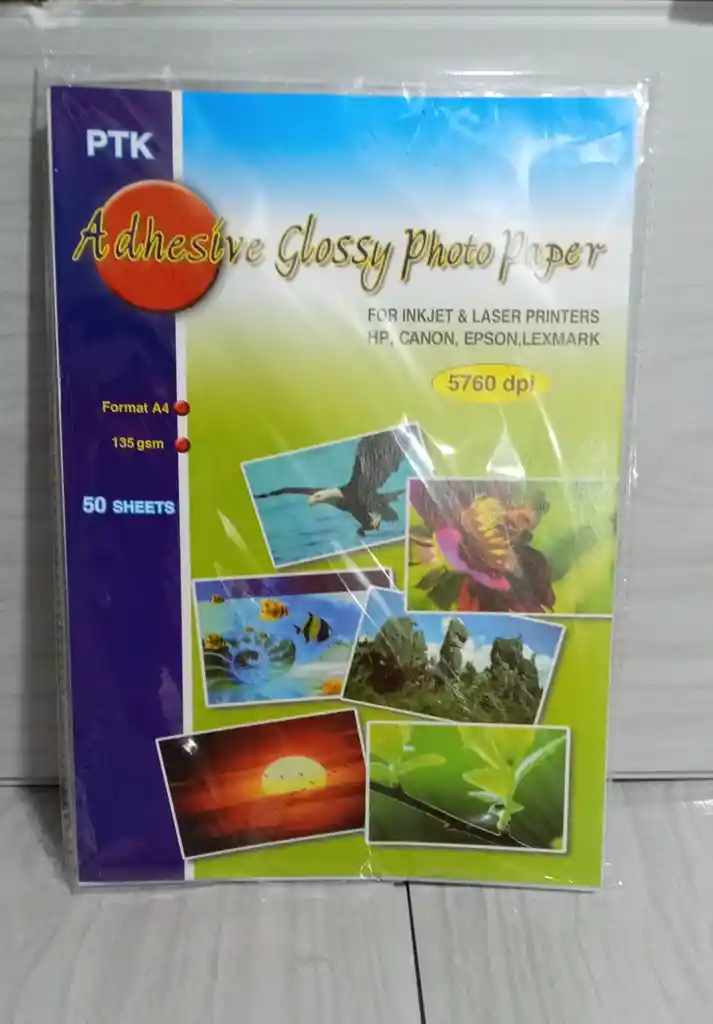 PTK
Adhesive Glossy Photo Paper
FOR INKJET & LASER PRINTERS
HP, CANON, EPSON,LEXMARK
5760 dpi
Format A4
135 gsm
50 SHEETS